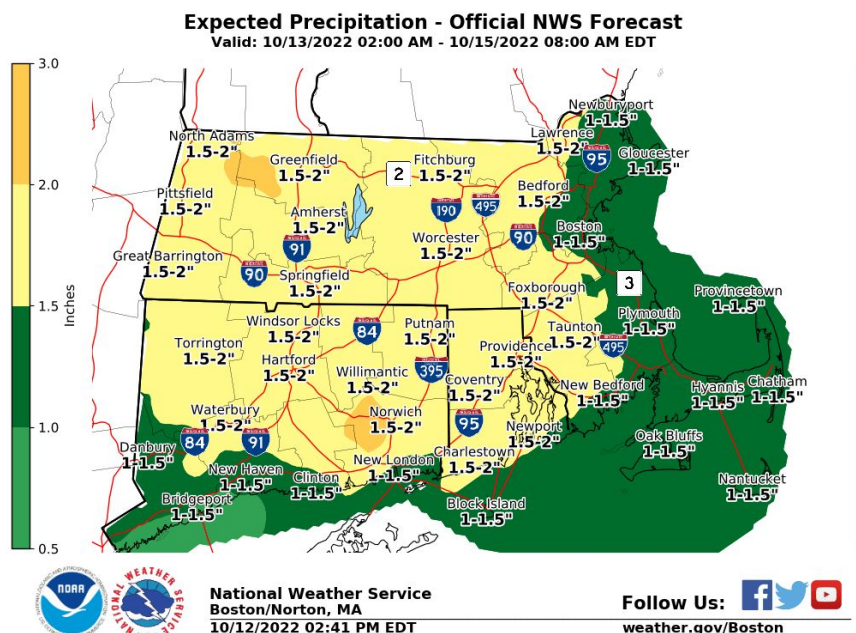 Expected Precipitation - Official NWS Forecast
Valid: 10/13/2022 02:00 AM - 10/15/2022 08:00 AM EDT
3.0
2.0
1.5
1.0
0.5
Inches
Newburyport
1-1.5"
North Adams
1.5-2"
Lawrence
1.5-2"
95
Gloucester
1-1.5"
Greenfield
1.5-2"
2
Fitchburg
1.5-2"
Pittsfield
1.5-2"
Bedford
1.5-2"
190
495
Amherst
1.5-2"
Boston
1-1.5"
91
Worcester
1.5-2"
90
Great Barrington
1.5-2"
90
Springfield
1.5-2"
Foxborough
1.5-2"
3
Provincetown
1-1.5"
Windsor Locks
1.5-2"
84
Putnam
1.5-2"
Taunton
1.5-2"
Plymouth
1-1.5"
Torrington
1.5-2"
Hartford
1.5-2"
Providence
1.5-2"
495
Willimantic
1.5-2"
395
Coventry
1.5-2"
New Bedford
1-1.5"
Hyannis
1-1.5"
Chatham
1-1.5"
Waterbury
1.5-2"
Norwich
1.5-2"
95
Newport
1.5-2"
Danbury
1-1.5"
84
91
Oak Bluffs
1-1.5"
New Haven
1-1.5"
Clinton
1-1.5"
New London
1-1.5"
Charlestown
1.5-2"
Nantucket
1-1.5"
Bridgeport
1-1.5"
Block Island
1-1.5"
NOAA
NATIONAL WEATHER SERVICE
National Weather Service
Boston/Norton, MA
10/12/2022 02:41 PM EDT
Follow Us:
weather.gov/Boston